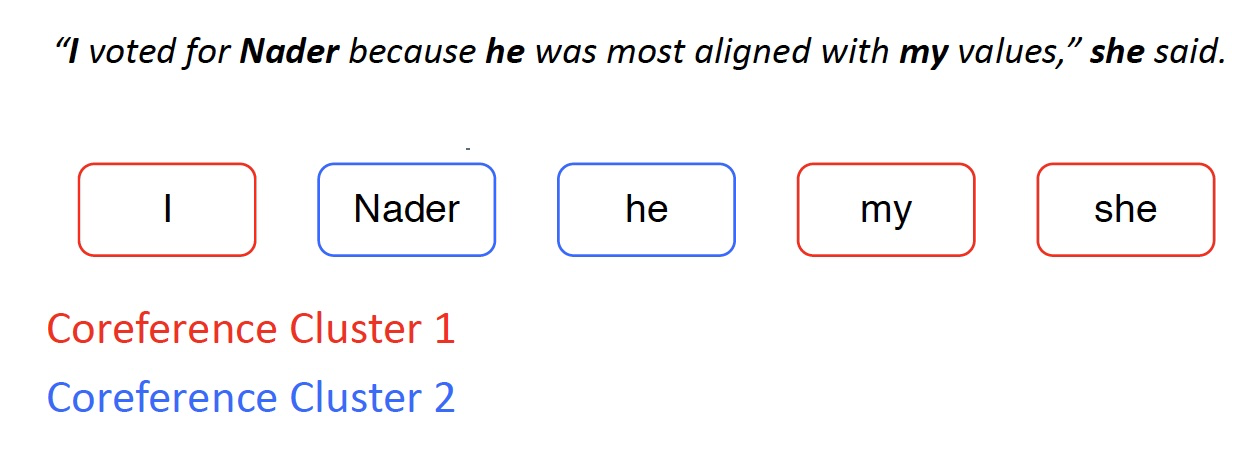 “I voted for Nader because he was most aligned with my values,” she said.
I Nader he my she
Coreference Cluster 1
Coreference Cluster 2